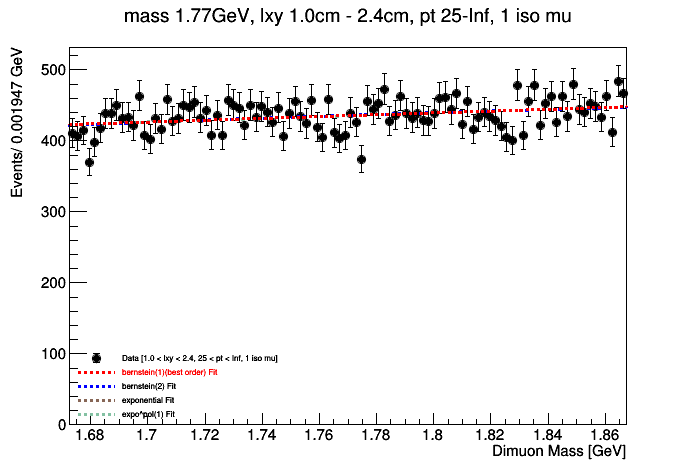 mass 1.77GeV, lxy 1.0cm - 2.4cm, pt 25-Inf, 1 iso mu
Events/ 0.001947 GeV
500
400
300
200
100
0
Data [1.0 < lxy < 2.4, 25 < pt < Inf, 1 iso mu]
bernstein(1)(best order) Fit
bernstein(2) Fit
exponential Fit
expo*pol(1) Fit
1.68 1.7 1.72 1.74 1.76 1.78 1.8 1.82 1.84 1.86
Dimuon Mass [GeV]